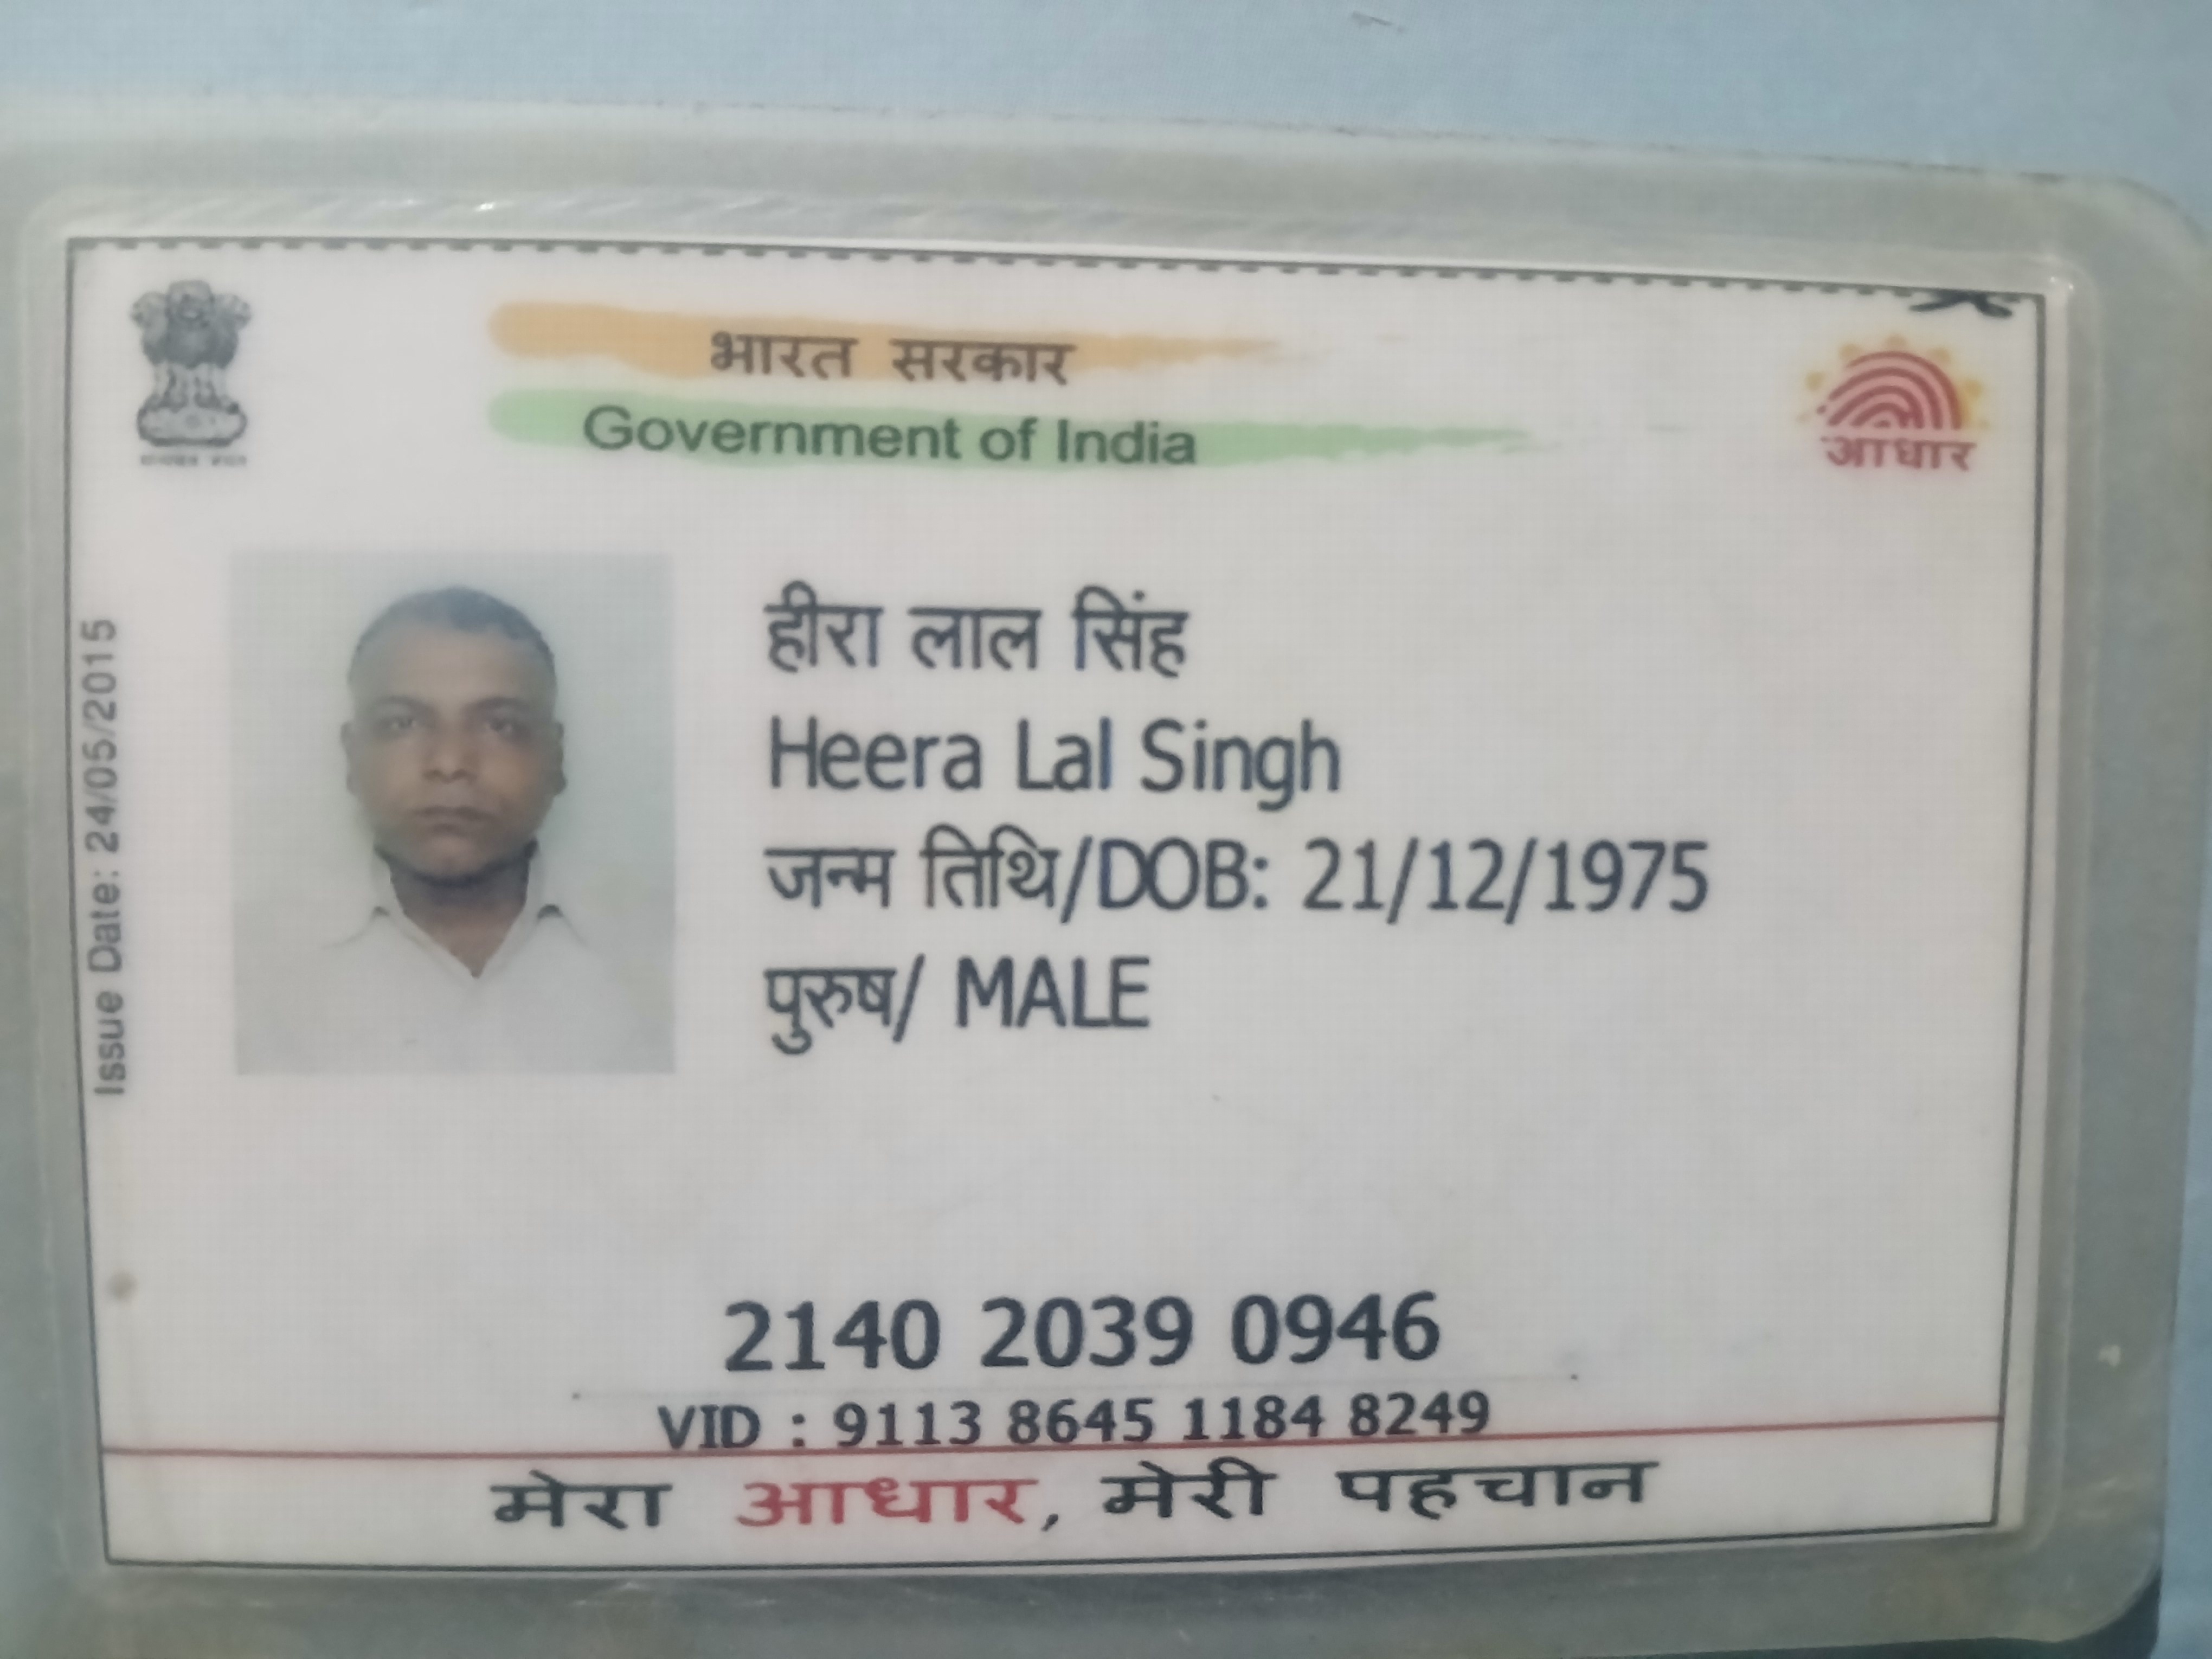 भारत सरकार
Government of India
आधार
Issue Date: 24/05/2015
हीरा लाल सिंह
Heera Lal Singh
जन्म तिथि/DOB: 21/12/1975
पुरुष/ MALE
2140 2039 0946
VID : 9113 8645 1184 8249
मेरा आधार, मेरी पहचान